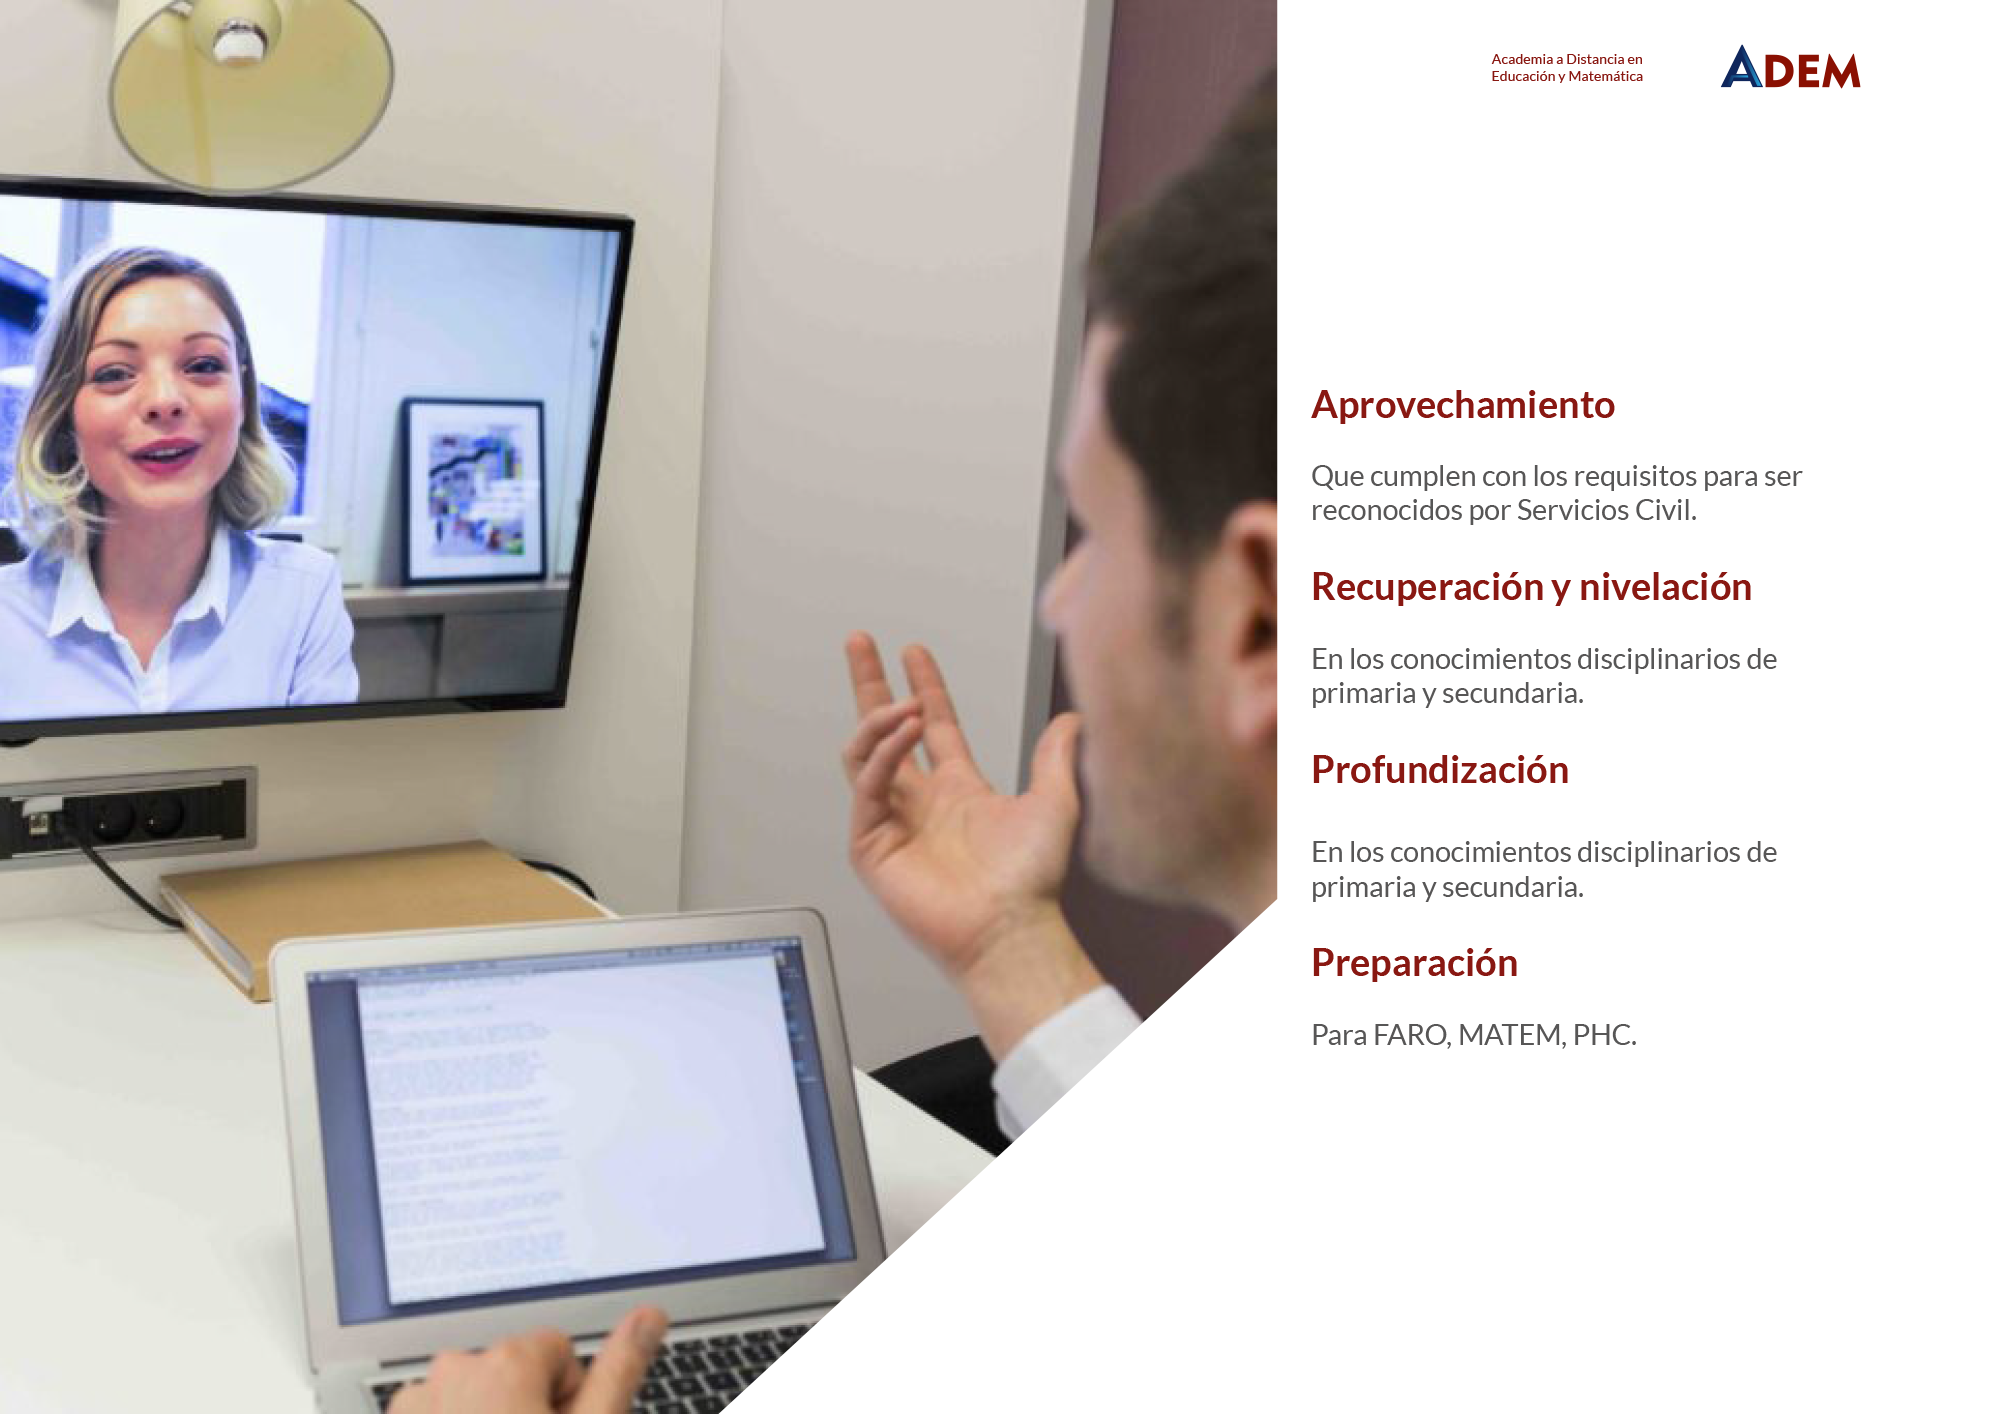 Academia a Distancia en
Educación y Matemática
ADEM
Aprovechamiento
Que cumplen con los requisitos para ser
reconocidos por Servicios Civil.
Recuperación y nivelación
En los conocimientos disciplinarios de
primaria y secundaria.
Profundización
En los conocimientos disciplinarios de
primaria y secundaria.
Preparación
Para FARO, MATEM, PHC.